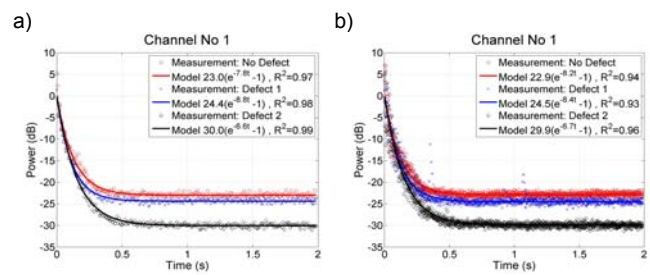 a)
Channel No 1
Measurement: No Defect
Model 23.0(e^-7.8t -1) , R²=0.97
Measurement: Defect 1
Model 24.4(e^-8.8t -1) , R²=0.98
Measurement: Defect 2
Model 30.0(e^-6.6t -1) , R²=0.99
Power (dB)
10
5
0
-5
-10
-15
-20
-25
-30
-35
0
0.5
1
1.5
2
Time (s)
b)
Channel No 1
Measurement: No Defect
Model 22.9(e^-8.2t -1) , R²=0.94
Measurement: Defect 1
Model 24.5(e^-8.4t -1) , R²=0.93
Measurement: Defect 2
Model 29.9(e^-6.7t -1) , R²=0.96
Power (dB)
10
5
0
-5
-10
-15
-20
-25
-30
-35
0
0.5
1
1.5
2
Time (s)